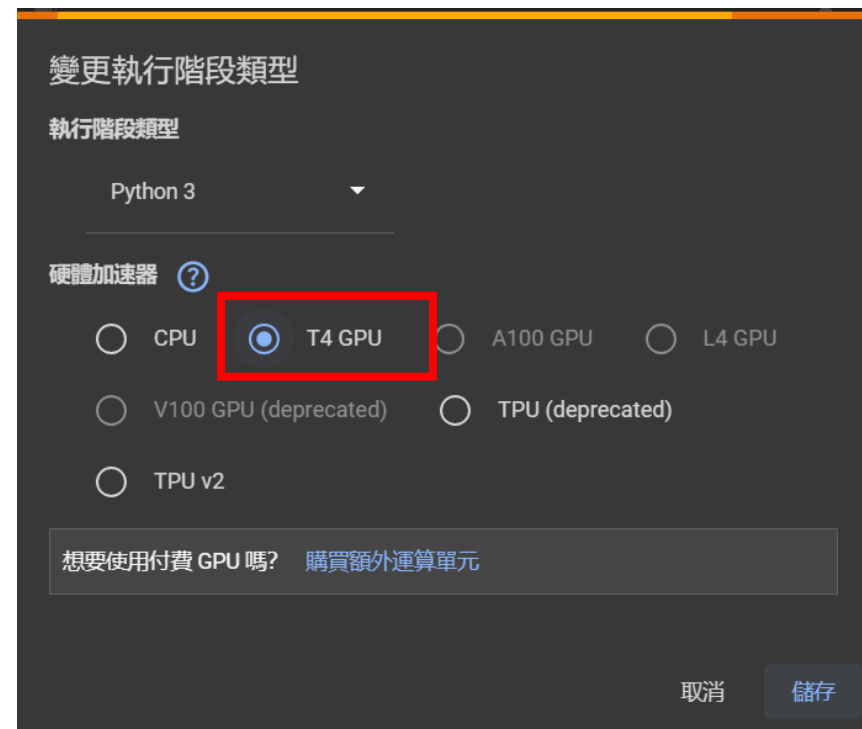 變更執行階段類型
執行階段類型
Python 3
硬體加速器 ?
CPU T4 GPU A100 GPU L4 GPU
V100 GPU (deprecated) TPU (deprecated)
TPU v2
想要使用付費 GPU 嗎? 購買額外運算單元
取消 儲存